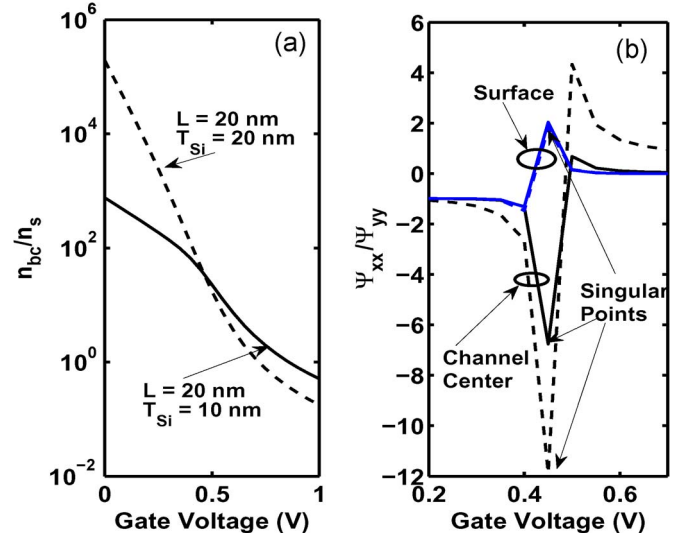 (a)
10^6
10^4
10^2
10^0
10^-2
n_bc/n_s
L = 20 nm
T_Si = 20 nm
L = 20 nm
T_Si = 10 nm
0
0.5
1
Gate Voltage (V)
(b)
6
4
2
0
−2
−4
−6
−8
−10
−12
Ψ_xx/Ψ_yy
Surface
Singular
Points
Channel
Center
0.2
0.4
0.6
Gate Voltage (V)